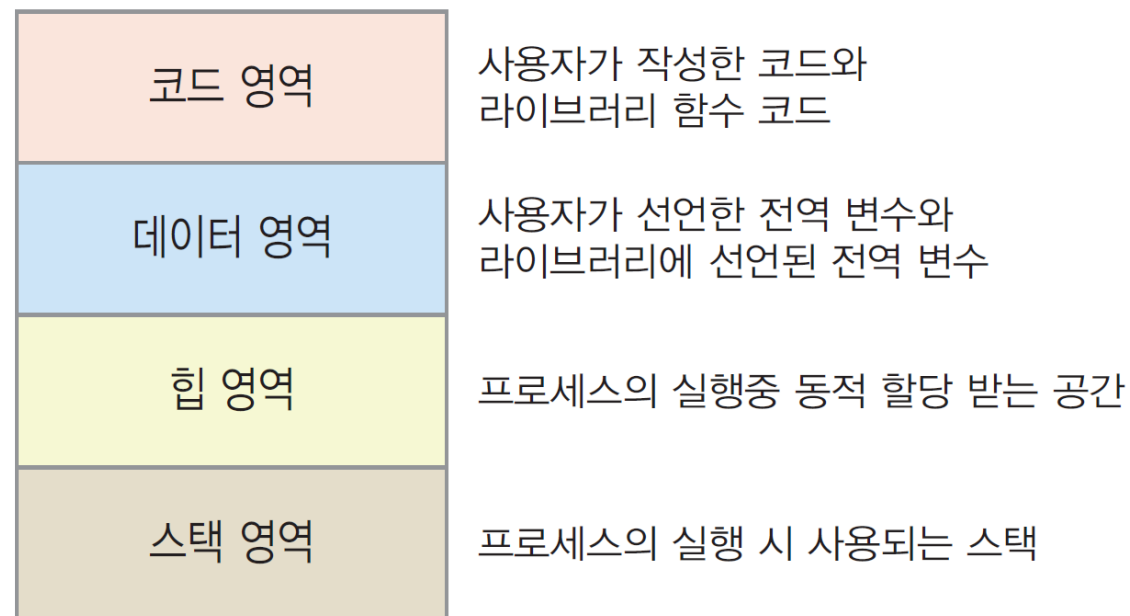 코드 영역
사용자가 작성한 코드와
라이브러리 함수 코드
데이터 영역
사용자가 선언한 전역 변수와
라이브러리에 선언된 전역 변수
힙 영역
프로세스의 실행중 동적 할당 받는 공간
스택 영역
프로세스의 실행 시 사용되는 스택